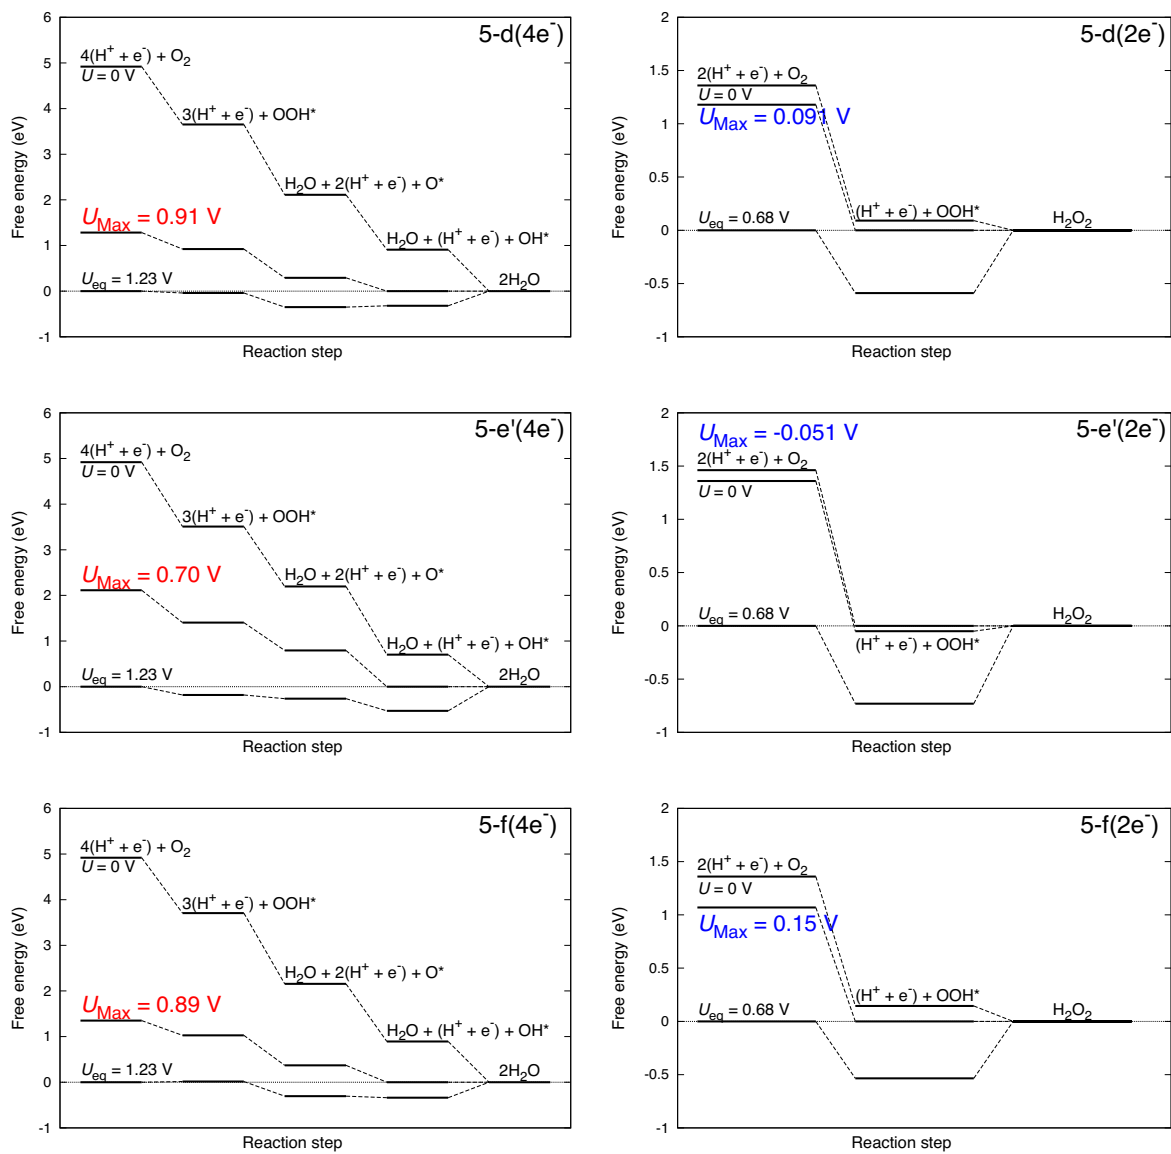 5-d(4e⁻)
6
5
4
3
2
1
0
-1
Free energy (eV)
4(H⁺ + e⁻) + O₂
U = 0 V
3(H⁺ + e⁻) + OOH*
H₂O + 2(H⁺ + e⁻) + O*
U_Max = 0.91 V
H₂O + (H⁺ + e⁻) + OH*
U_eq = 1.23 V
2H₂O
Reaction step
5-d(2e⁻)
2
1.5
1
0.5
0
-0.5
-1
Free energy (eV)
2(H⁺ + e⁻) + O₂
U = 0 V
U_Max = 0.091 V
(H⁺ + e⁻) + OOH*
U_eq = 0.68 V
H₂O₂
Reaction step
5-e'(4e⁻)
6
5
4
3
2
1
0
-1
Free energy (eV)
4(H⁺ + e⁻) + O₂
U = 0 V
3(H⁺ + e⁻) + OOH*
U_Max = 0.70 V
H₂O + 2(H⁺ + e⁻) + O*
H₂O + (H⁺ + e⁻) + OH*
U_eq = 1.23 V
2H₂O
Reaction step
5-e'(2e⁻)
2
1.5
1
0.5
0
-0.5
-1
Free energy (eV)
U_Max = -0.051 V
2(H⁺ + e⁻) + O₂
U = 0 V
U_eq = 0.68 V
H₂O₂
(H⁺ + e⁻) + OOH*
Reaction step
5-f(4e⁻)
6
5
4
3
2
1
0
-1
Free energy (eV)
4(H⁺ + e⁻) + O₂
U = 0 V
3(H⁺ + e⁻) + OOH*
H₂O + 2(H⁺ + e⁻) + O*
U_Max = 0.89 V
H₂O + (H⁺ + e⁻) + OH*
U_eq = 1.23 V
2H₂O
Reaction step
5-f(2e⁻)
2
1.5
1
0.5
0
-0.5
-1
Free energy (eV)
2(H⁺ + e⁻) + O₂
U = 0 V
U_Max = 0.15 V
(H⁺ + e⁻) + OOH*
U_eq = 0.68 V
H₂O₂
Reaction step